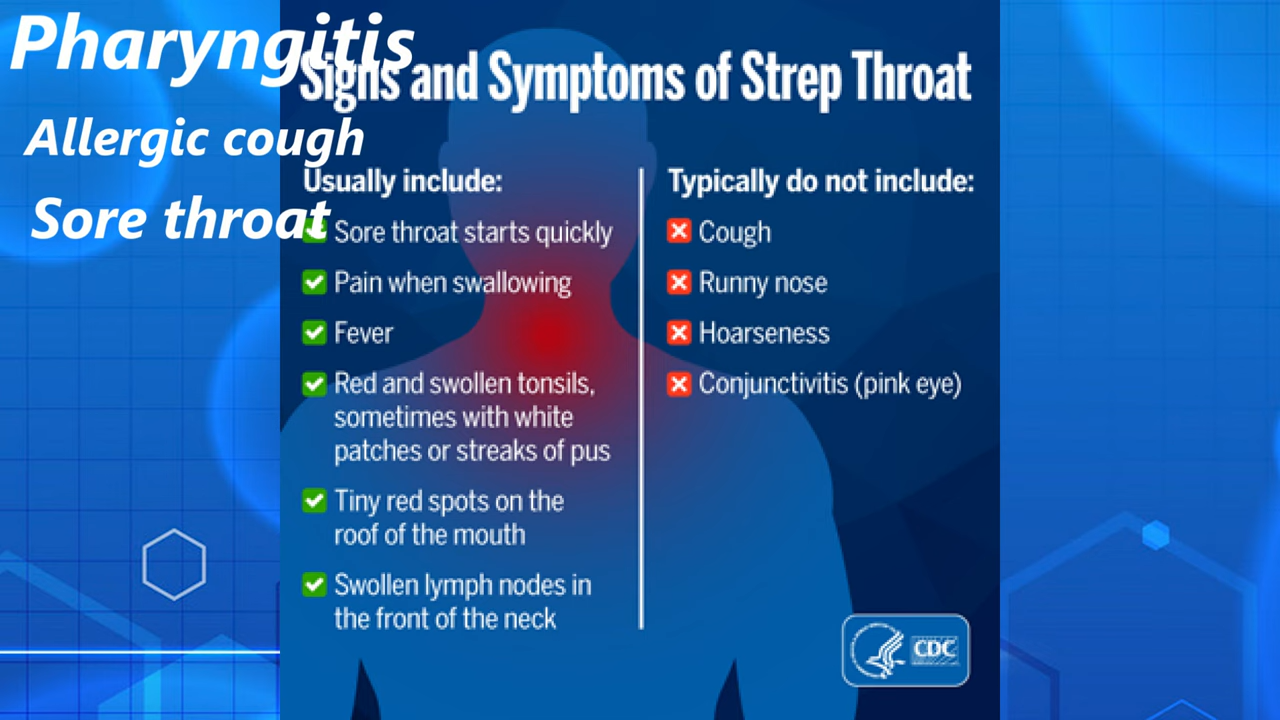 Pharyngitis
Allergic cough
Sore throat
Signs and Symptoms of Strep Throat
Usually include:
Sore throat starts quickly
Pain when swallowing
Fever
Red and swollen tonsils,
sometimes with white
patches or streaks of pus
Tiny red spots on the
roof of the mouth
Swollen lymph nodes in
the front of the neck
Typically do not include:
Cough
Runny nose
Hoarseness
Conjunctivitis (pink eye)
CDC